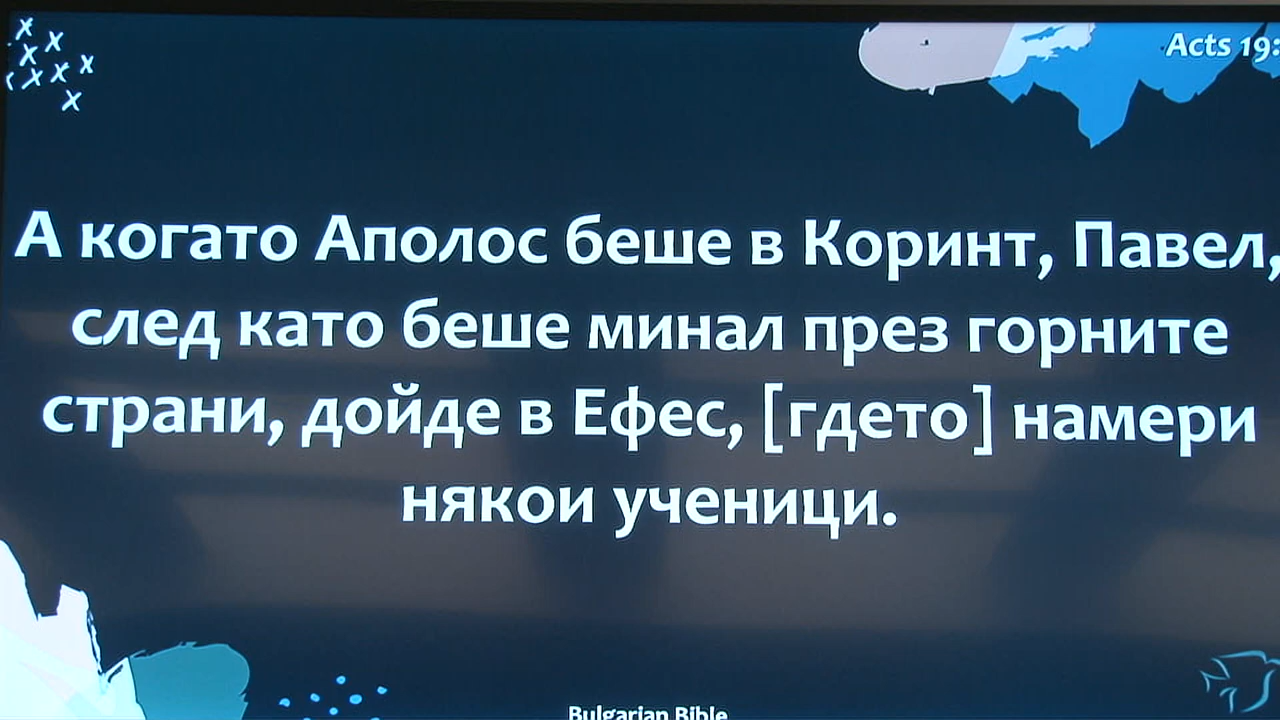 Acts 19:
А когато Аполос беше в Коринт, Павел,
след като беше минал през горните
страни, дойде в Ефес, [гдето] намери
някои ученици.
Bulgarian Bible